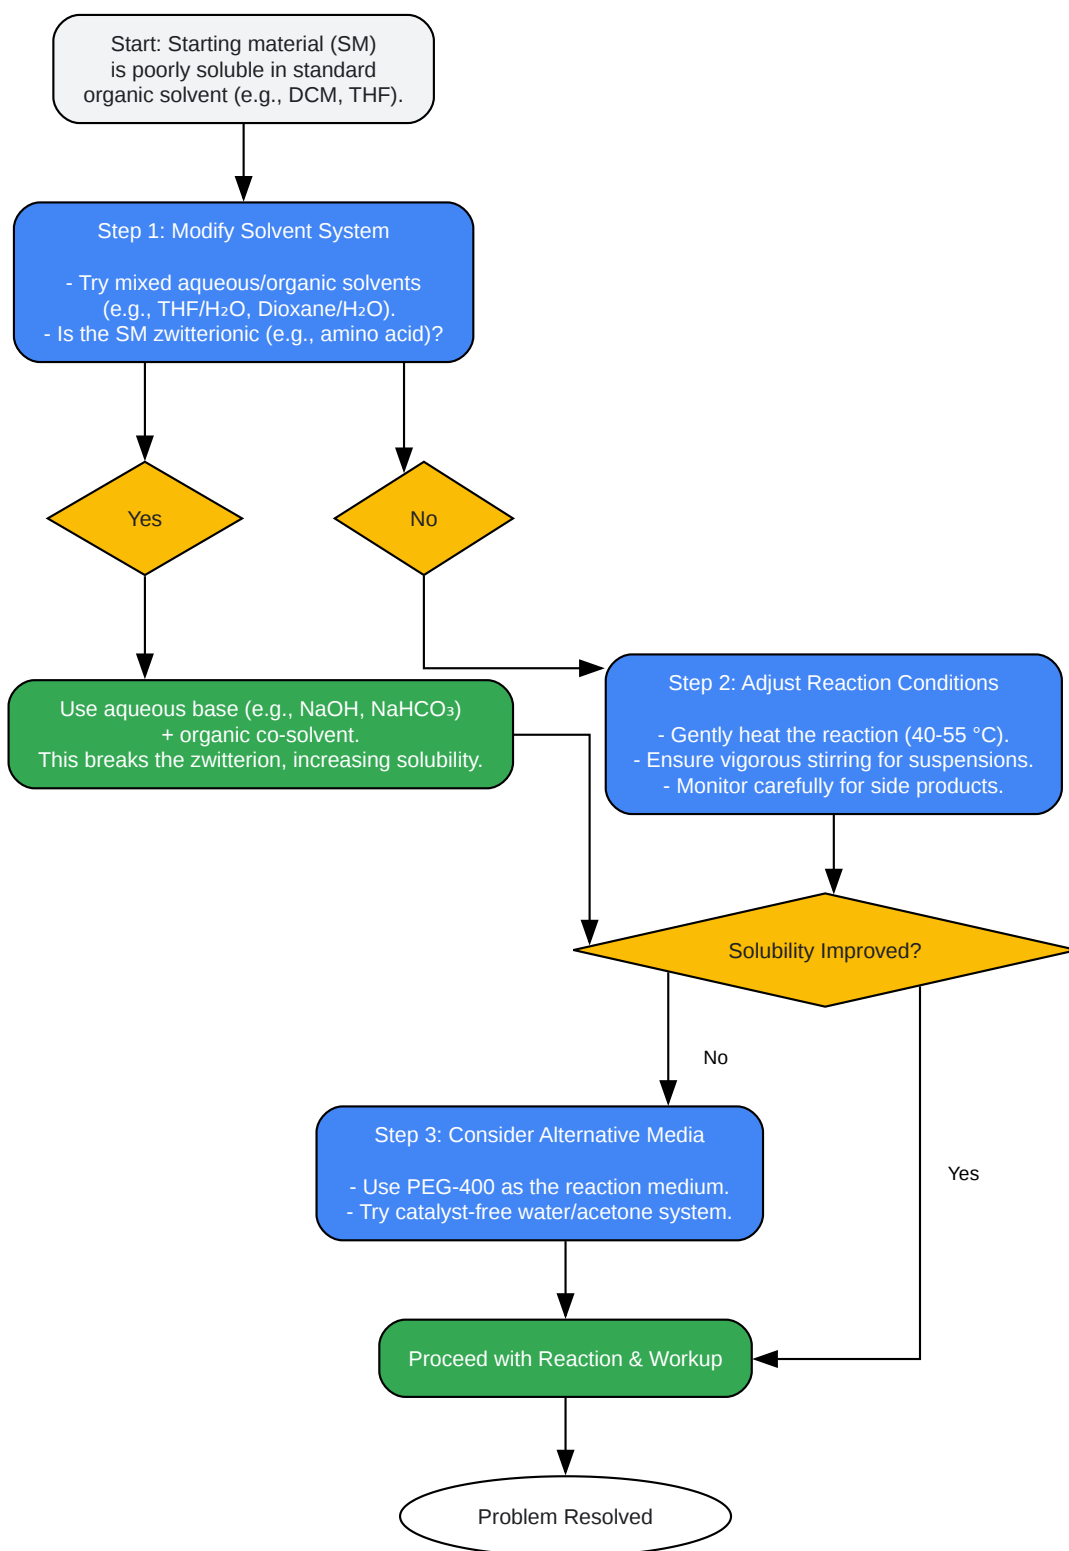 Start: Starting material (SM)
is poorly soluble in standard
organic solvent (e.g., DCM, THF).
Step 1: Modify Solvent System
- Try mixed aqueous/organic solvents
(e.g., THF/H₂O, Dioxane/H₂O).
- Is the SM zwitterionic (e.g., amino acid)?
Yes
No
Use aqueous base (e.g., NaOH, NaHCO₃)
+ organic co-solvent.
This breaks the zwitterion, increasing solubility.
Step 2: Adjust Reaction Conditions
- Gently heat the reaction (40-55 °C).
- Ensure vigorous stirring for suspensions.
- Monitor carefully for side products.
Solubility Improved?
No
Step 3: Consider Alternative Media
- Use PEG-400 as the reaction medium.
- Try catalyst-free water/acetone system.
Yes
Proceed with Reaction & Workup
Problem Resolved